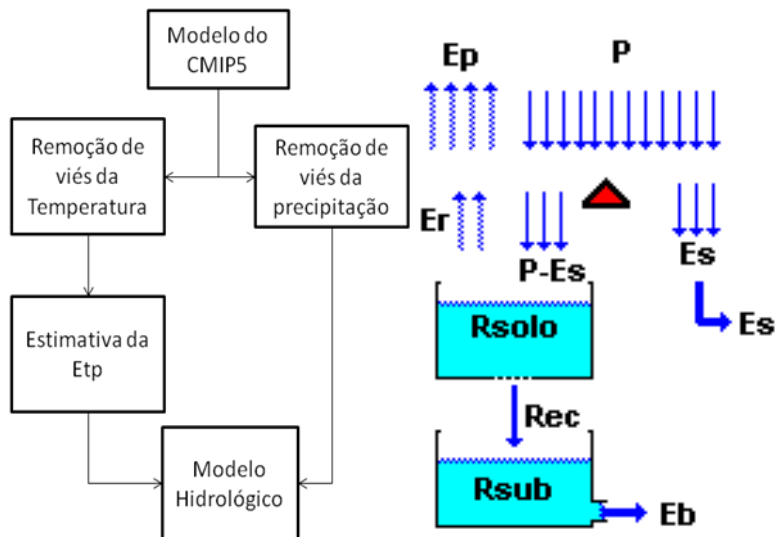 Modelo do
CMIP5
Remoção de
viés da
Temperatura
Remoção de
viés da
precipitação
Estimativa da
Etp
Modelo
Hidrológico
Ep
P
Er
P-Es
Es
Es
Rsolo
Rec
Rsub
Eb